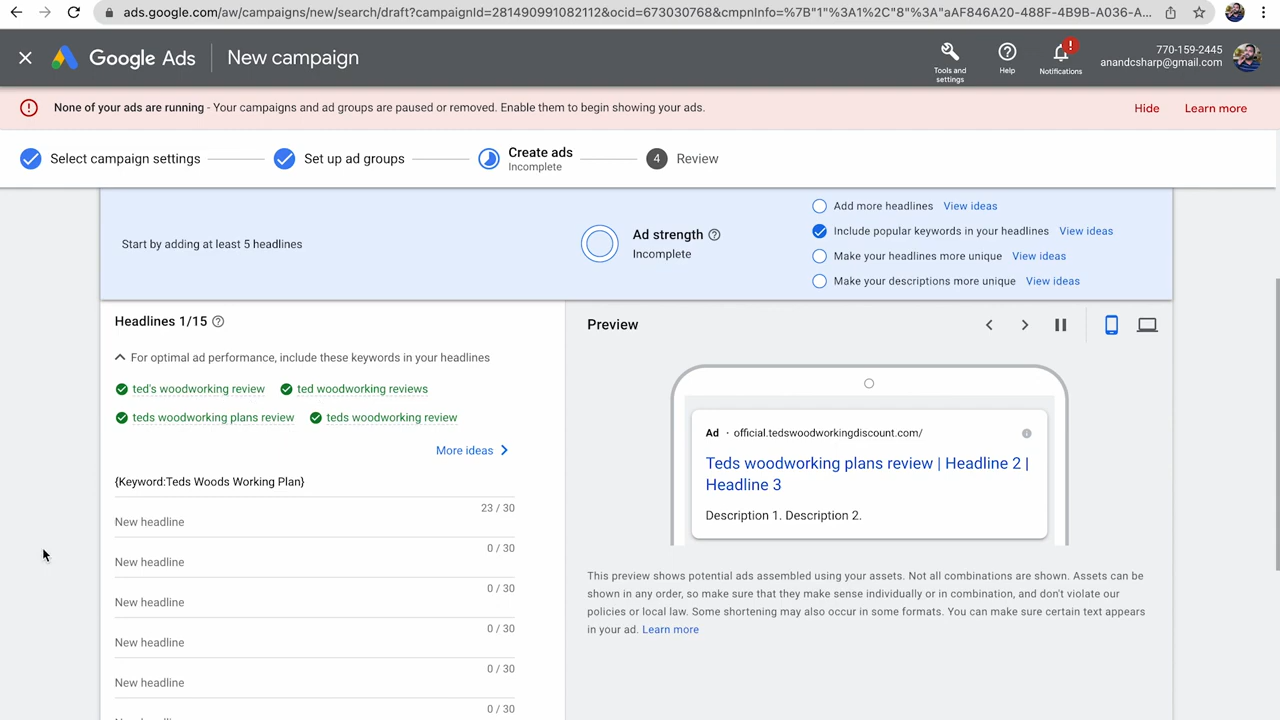 ads.google.com/aw/campaigns/new/search/draft?campaignId=281490991082112&ocid=673030768&cmpnInfo=%7B"1"%3A1%2C"8"%3A"aAF846A20-488F-4B9B-A036-A...
Google Ads New campaign
Tools and settings
Help
Notifications
!
770-159-2445
anandcsharp@gmail.com
None of your ads are running - Your campaigns and ad groups are paused or removed. Enable them to begin showing your ads.
Hide Learn more
Select campaign settings
Set up ad groups
Create ads
Incomplete
4 Review
Start by adding at least 5 headlines
Ad strength
Incomplete
Add more headlines View ideas
Include popular keywords in your headlines View ideas
Make your headlines more unique View ideas
Make your descriptions more unique View ideas
Headlines 1/15
For optimal ad performance, include these keywords in your headlines
ted's woodworking review ted woodworking reviews
teds woodworking plans review teds woodworking review
More ideas
{Keyword:Teds Woods Working Plan}
23 / 30
New headline
0 / 30
New headline
0 / 30
New headline
0 / 30
New headline
0 / 30
New headline
0 / 30
Preview
Ad · official.tedswoodworkingdiscount.com/
Teds woodworking plans review | Headline 2 |
Headline 3
Description 1. Description 2.
This preview shows potential ads assembled using your assets. Not all combinations are shown. Assets can be
shown in any order, so make sure that they make sense individually or in combination, and don't violate our
policies or local law. Some shortening may also occur in some formats. You can make sure certain text appears
in your ad. Learn more